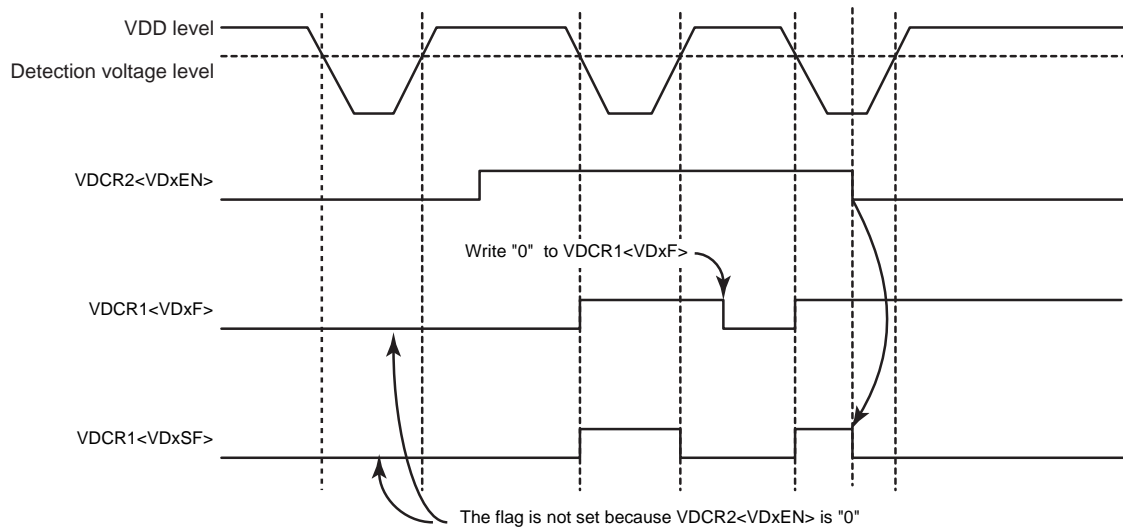 VDD level
Detection voltage level
VDCR2<VDxEN>
Write "0" to VDCR1<VDxF>
VDCR1<VDxF>
VDCR1<VDxSF>
The flag is not set because VDCR2<VDxEN> is "0"